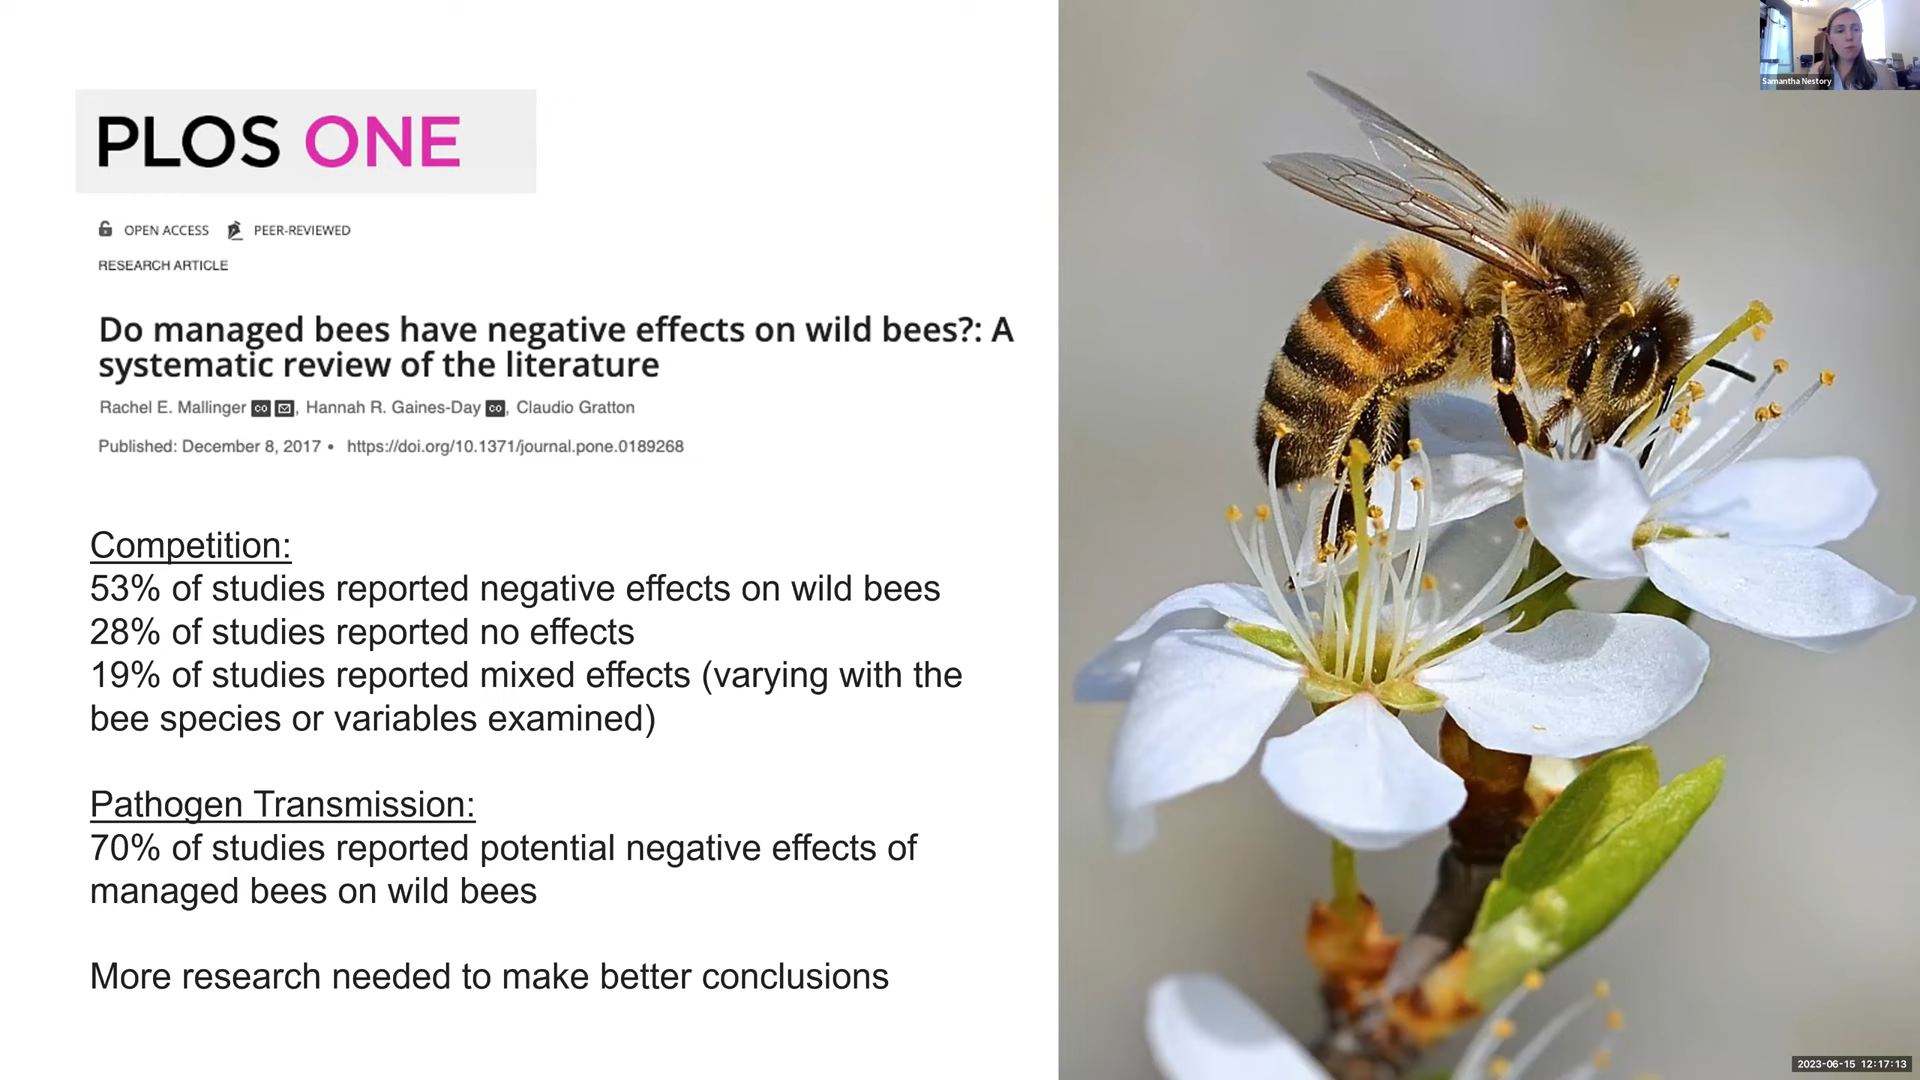 Samantha Nestory
PLOS ONE
OPEN ACCESS PEER-REVIEWED
RESEARCH ARTICLE
Do managed bees have negative effects on wild bees?: A
systematic review of the literature
Rachel E. Mallinger co , Hannah R. Gaines-Day co , Claudio Gratton
Published: December 8, 2017 • https://doi.org/10.1371/journal.pone.0189268
Competition:
53% of studies reported negative effects on wild bees
28% of studies reported no effects
19% of studies reported mixed effects (varying with the
bee species or variables examined)
Pathogen Transmission:
70% of studies reported potential negative effects of
managed bees on wild bees
More research needed to make better conclusions
2023-06-15 12:17:13